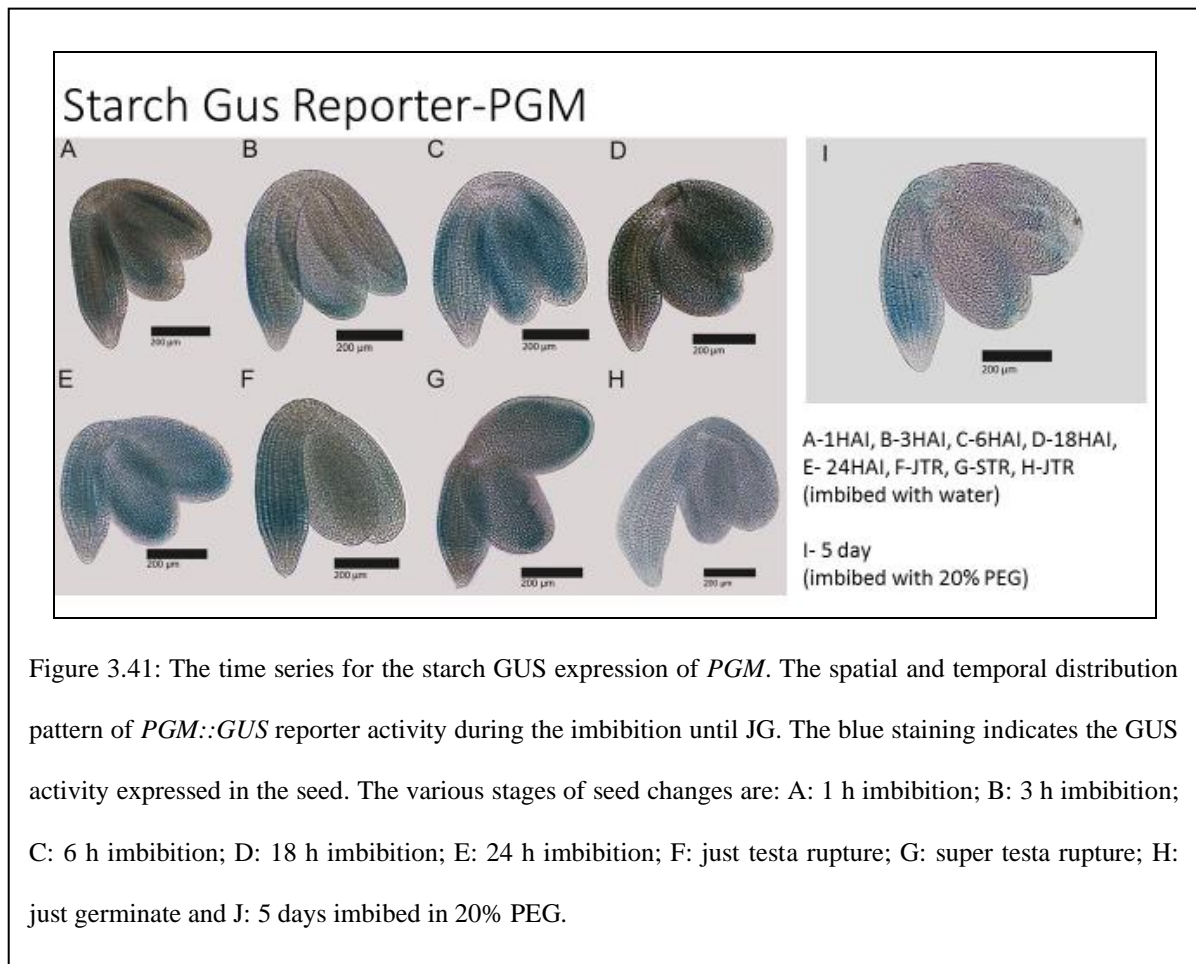 Starch Gus Reporter-PGM
A
B
C
D
I
200 µm
200 µm
200 µm
200 µm
200 µm
E
F
G
H
200 µm
200 µm
200 µm
200 µm
A-1HAI, B-3HAI, C-6HAI, D-18HAI,
E- 24HAI, F-JTR, G-STR, H-JTR
(imbibed with water)
I- 5 day
(imbibed with 20% PEG)
Figure 3.41: The time series for the starch GUS expression of PGM. The spatial and temporal distribution
pattern of PGM::GUS reporter activity during the imbibition until JG. The blue staining indicates the GUS
activity expressed in the seed. The various stages of seed changes are: A: 1 h imbibition; B: 3 h imbibition;
C: 6 h imbibition; D: 18 h imbibition; E: 24 h imbibition; F: just testa rupture; G: super testa rupture; H:
just germinate and J: 5 days imbibed in 20% PEG.